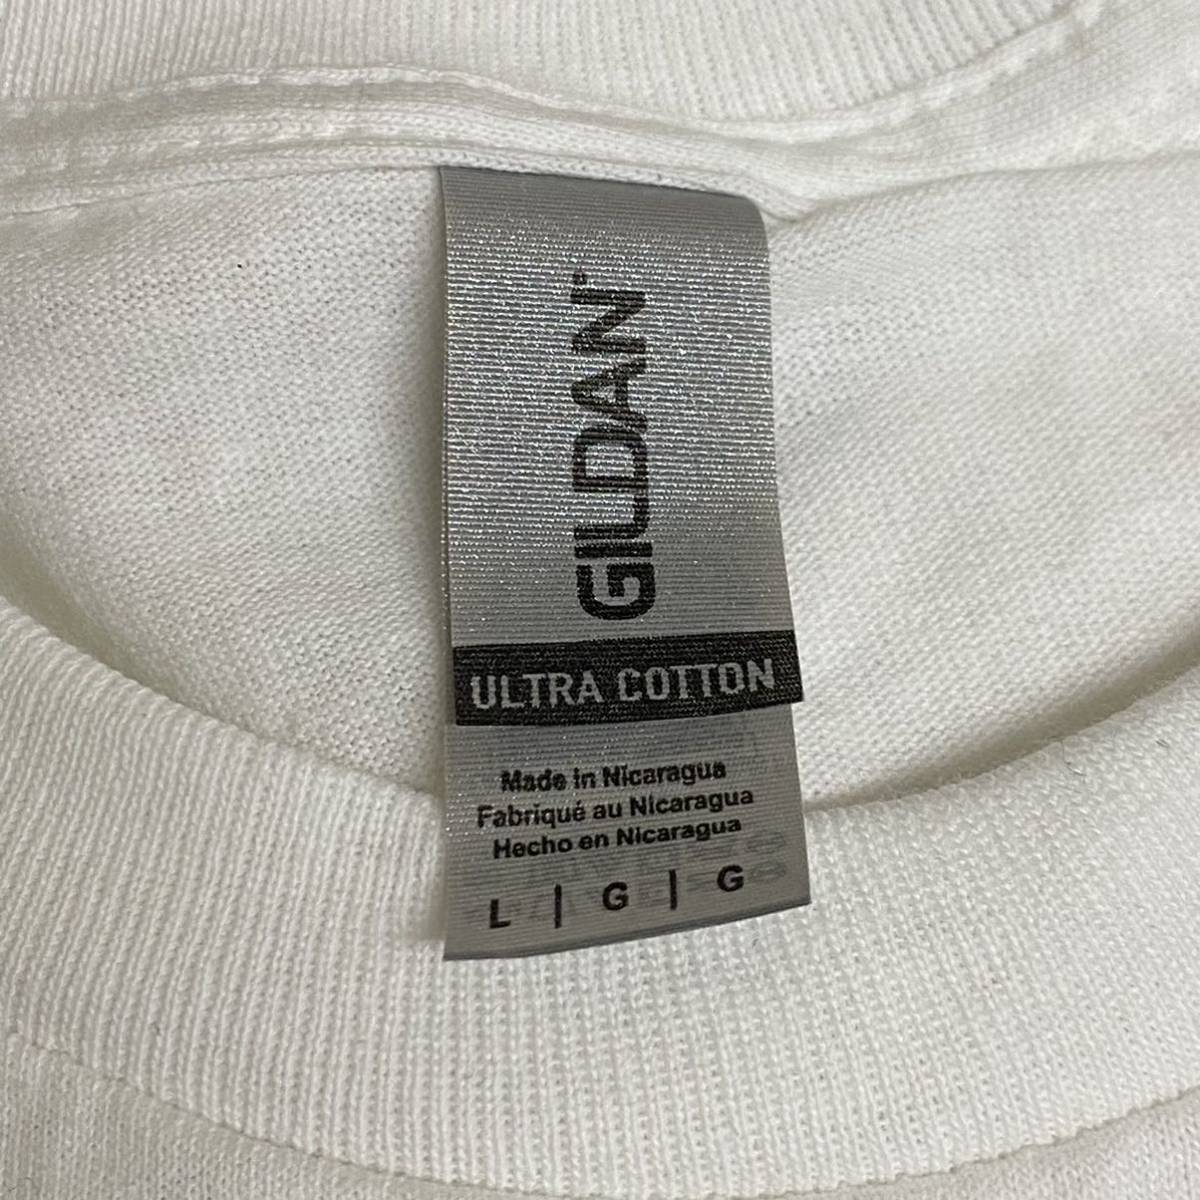 GILDAN
ULTRA COTTON
Made in Nicaragua
Fabriqué au Nicaragua
Hecho en Nicaragua
L | G | G